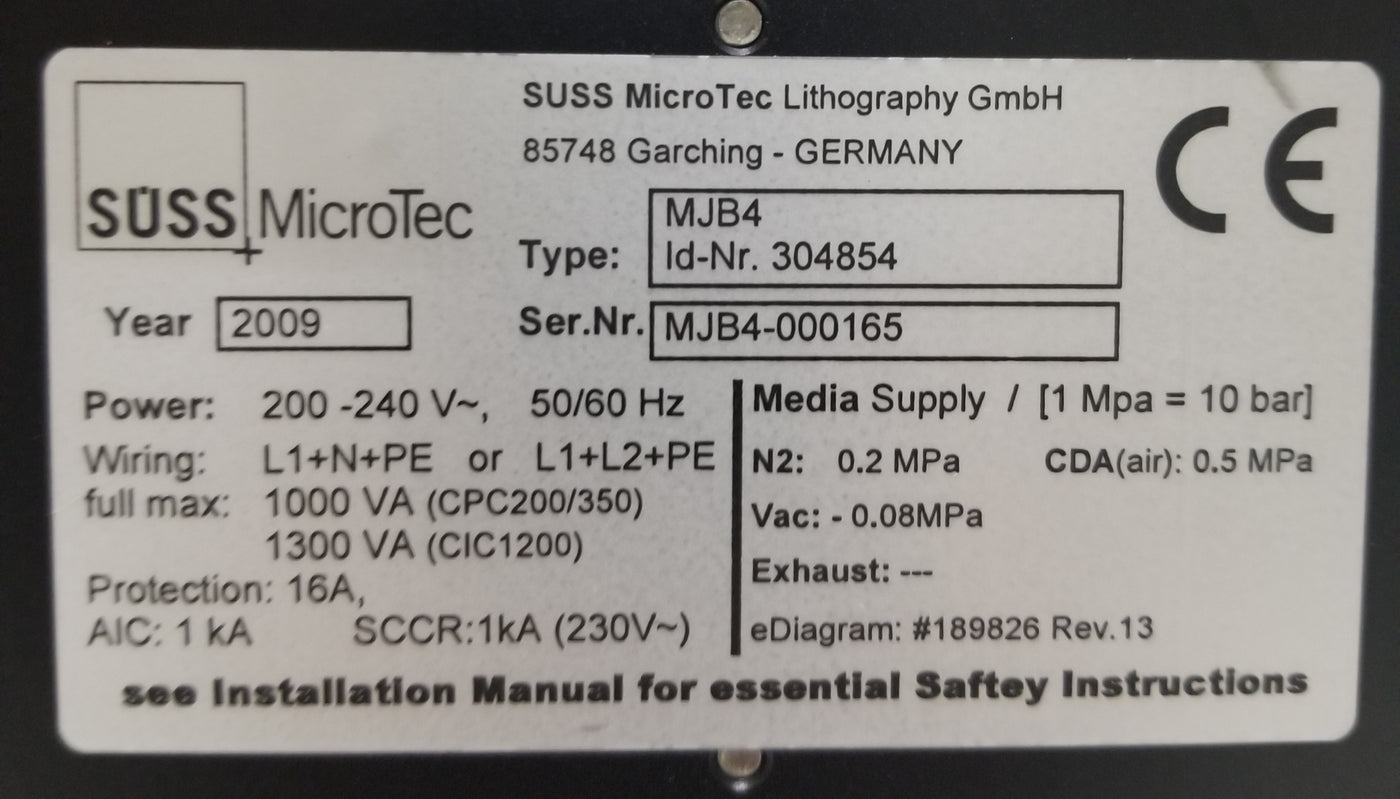 SUSS MicroTec Lithography GmbH
85748 Garching - GERMANY
CE
SÜSS MicroTec
Type: MJB4
Id-Nr. 304854
Year 2009
Ser.Nr. MJB4-000165
Power: 200 -240 V~, 50/60 Hz
Wiring: L1+N+PE or L1+L2+PE
full max: 1000 VA (CPC200/350)
1300 VA (CIC1200)
Protection: 16A,
AIC: 1 kA SCCR:1kA (230V~)
Media Supply / [1 Mpa = 10 bar]
N2: 0.2 MPa CDA(air): 0.5 MPa
Vac: - 0.08MPa
Exhaust: ---
eDiagram: #189826 Rev.13
see Installation Manual for essential Saftey Instructions